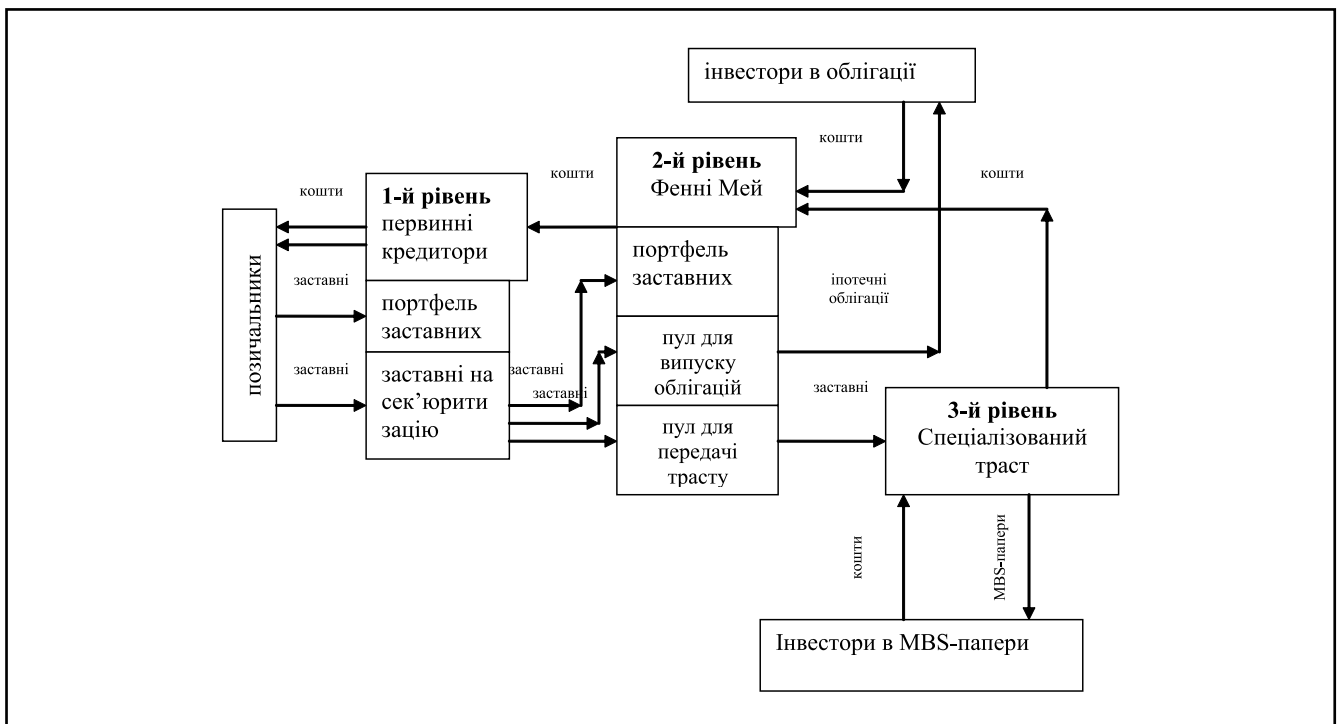 інвестори в облігації
кошти
2-й рівень
Фенні Мей
кошти
кошти
кошти
1-й рівень
первинні
кредитори
позичальники
портфель
заставних
заставні
іпотечні
облігації
портфель
заставних
пул для
випуску
облігацій
заставні
заставні на
сек’юрити
зацію
заставні
заставні
заставні
3-й рівень
Спеціалізований
траст
пул для
передачі
трасту
кошти
MBS-папери
Інвестори в MBS-папери